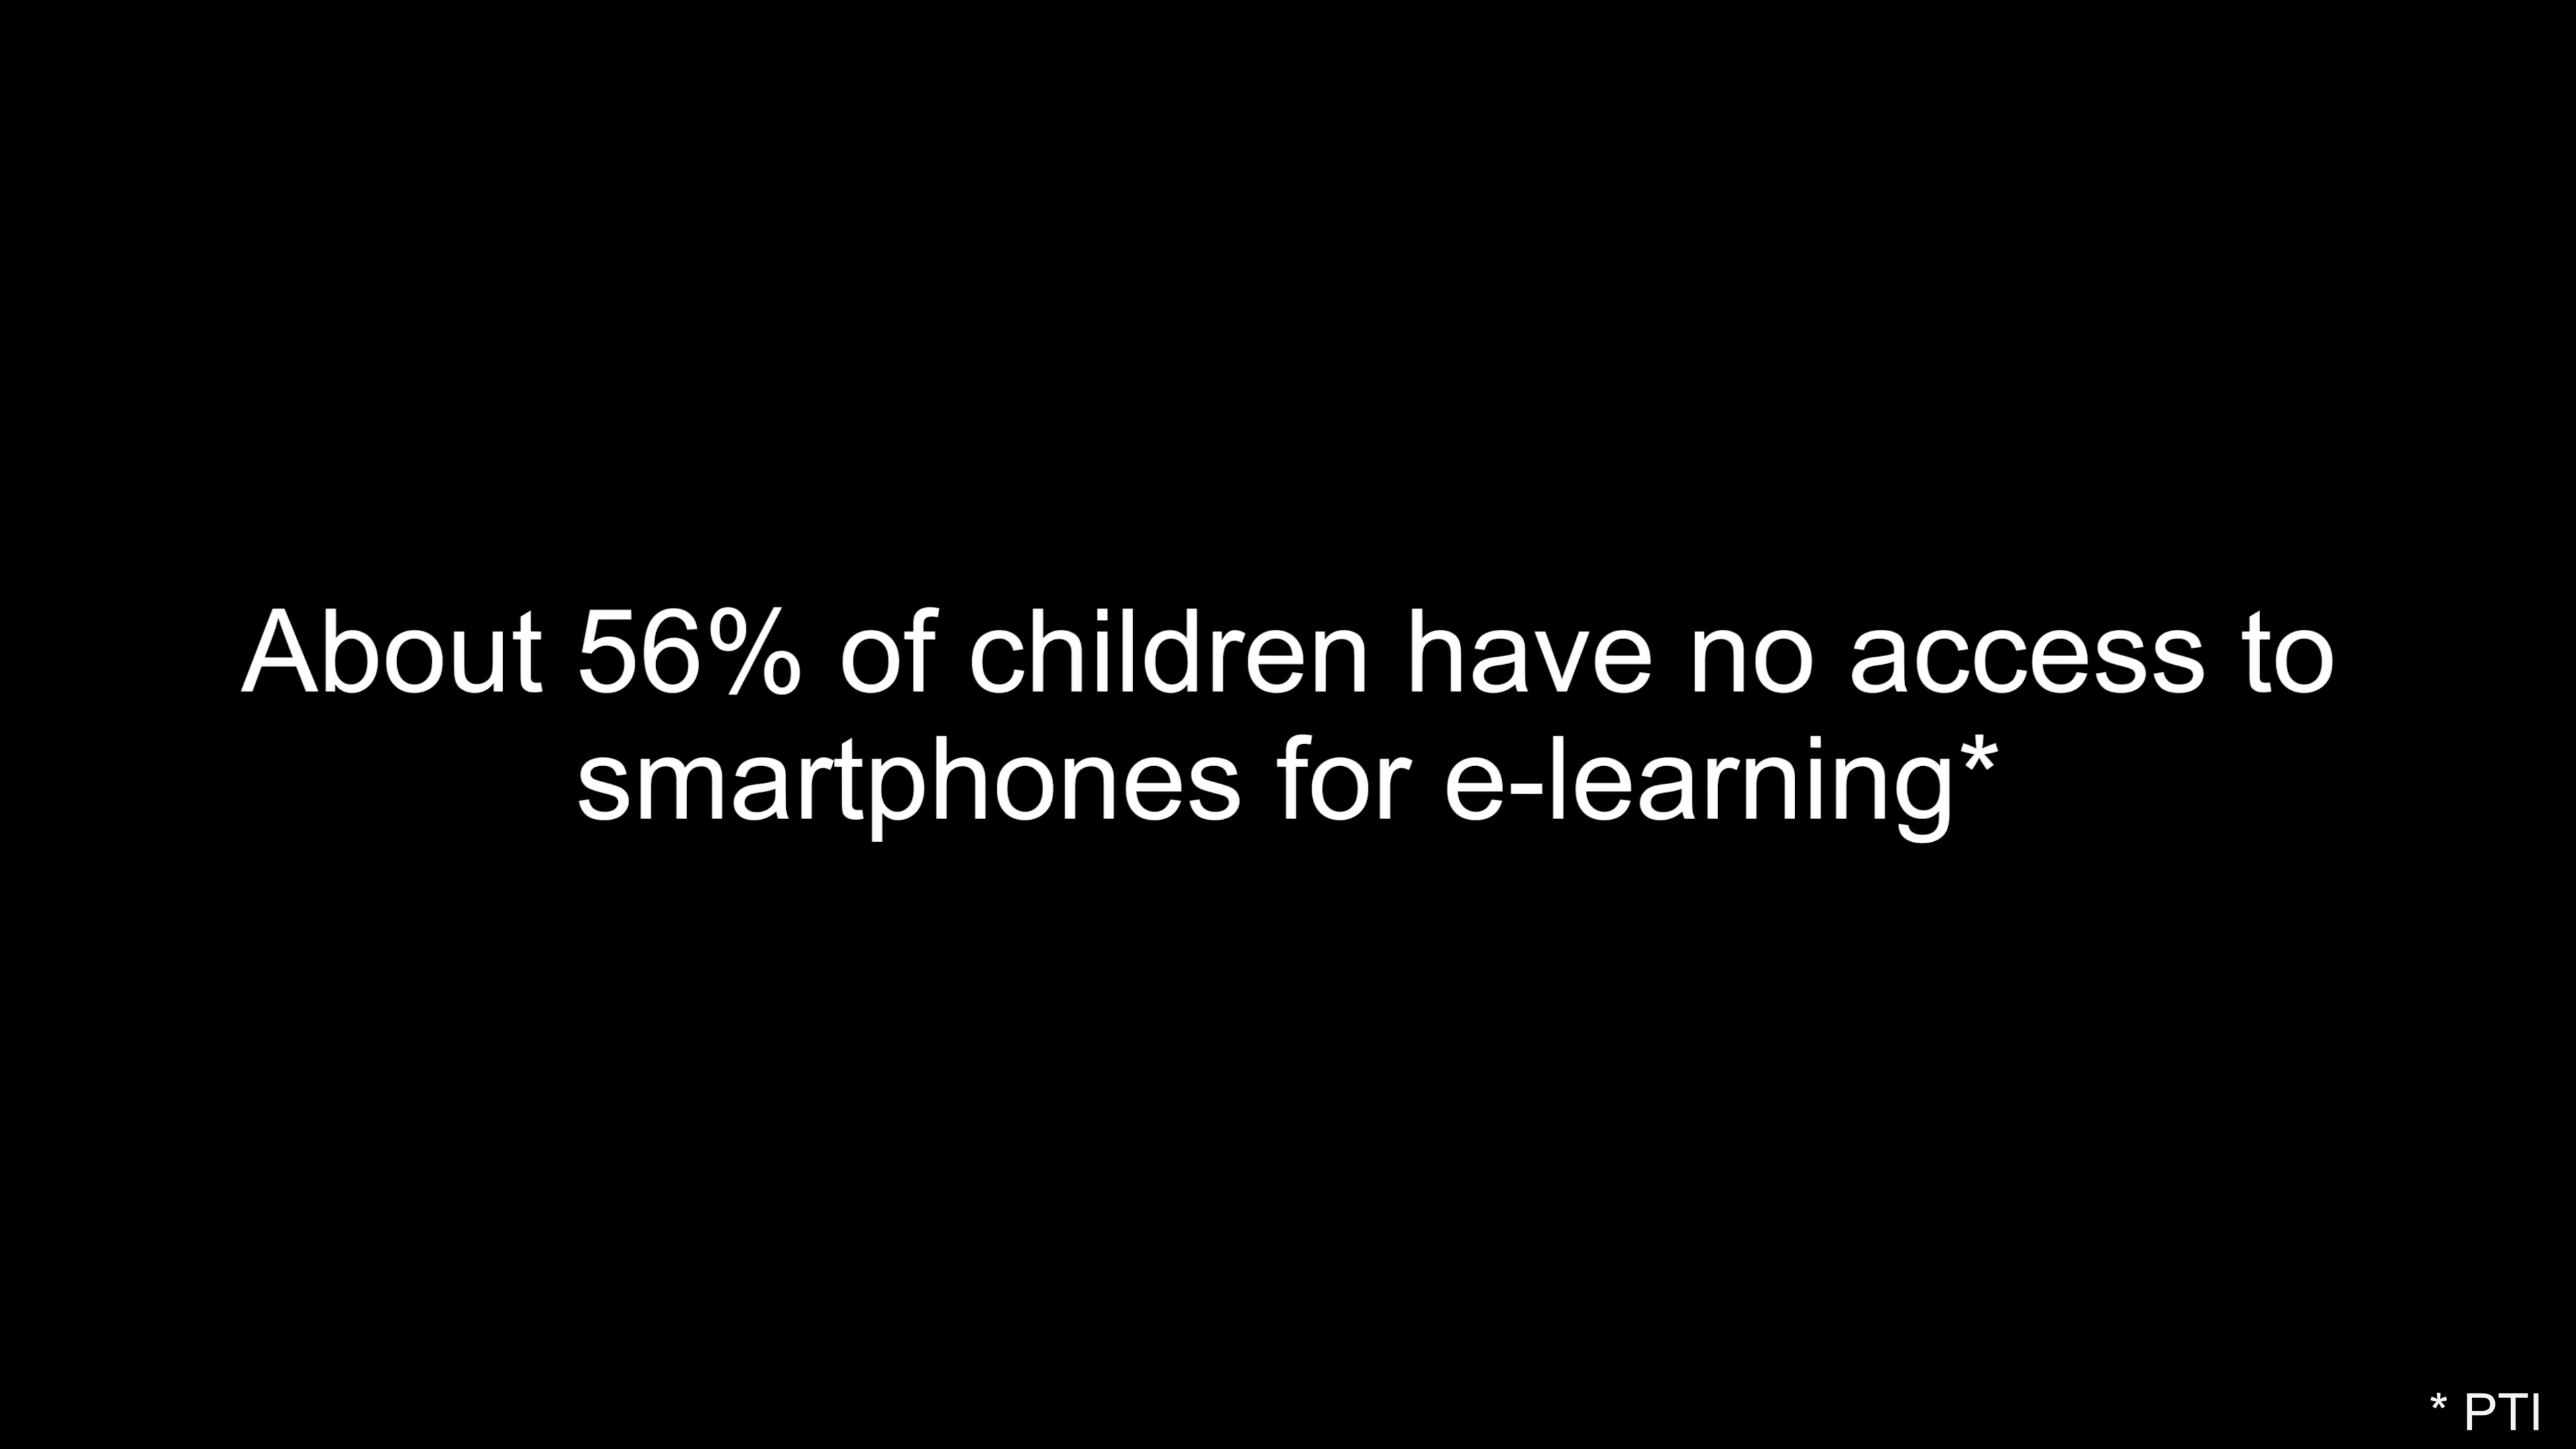 About 56% of children have no access to
smartphones for e-learning*
* PTI